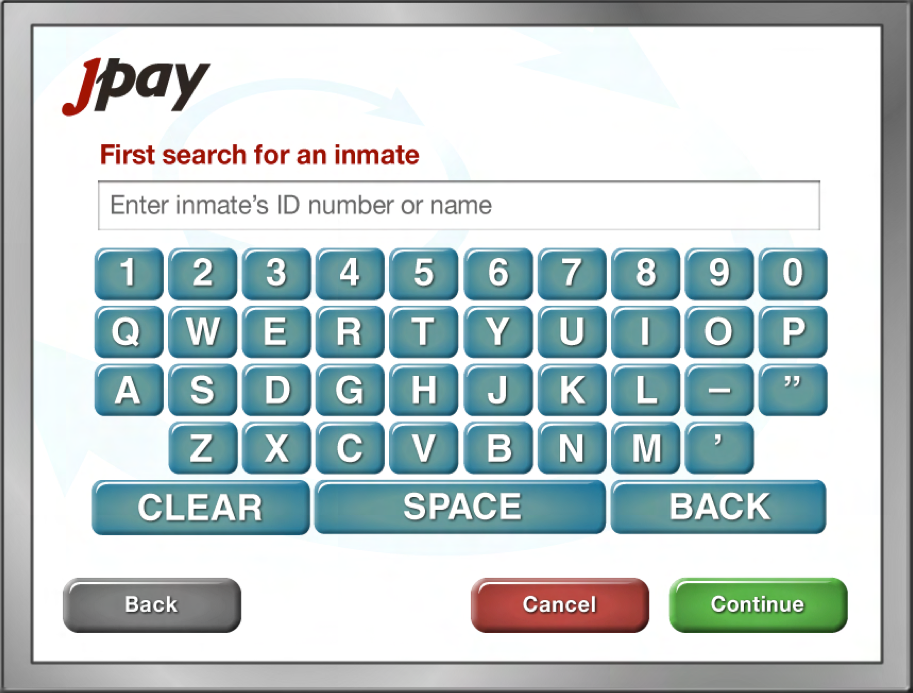 Jpay
First search for an inmate
Enter inmate's ID number or name
1 2 3 4 5 6 7 8 9 0
Q W E R T Y U I O P
A S D G H J K L – ”
Z X C V B N M ’
CLEAR SPACE BACK
Back Cancel Continue